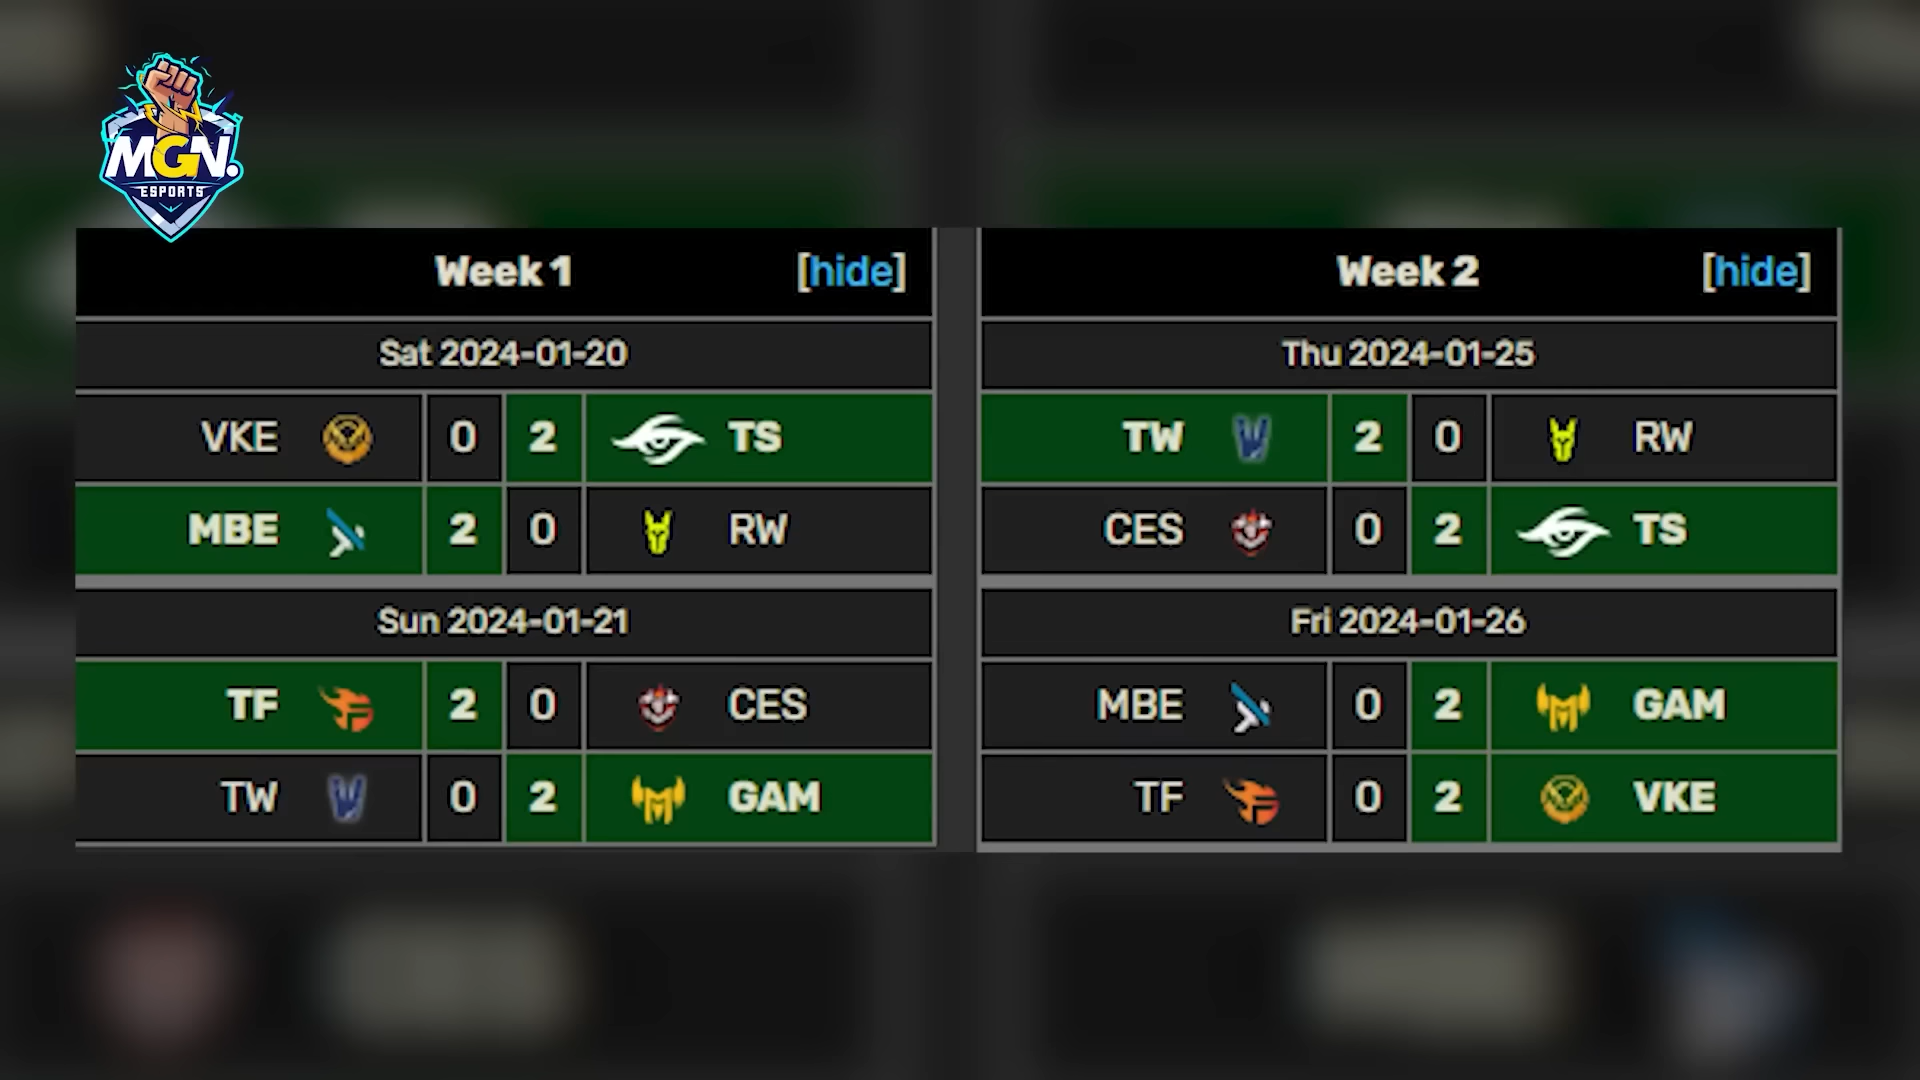 MGN.
ESPORTS
Week 1 [hide]
Sat 2024-01-20
VKE 0 2 TS
MBE 2 0 RW
Sun 2024-01-21
TF 2 0 CES
TW 0 2 GAM
Week 2 [hide]
Thu 2024-01-25
TW 2 0 RW
CES 0 2 TS
Fri 2024-01-26
MBE 0 2 GAM
TF 0 2 VKE